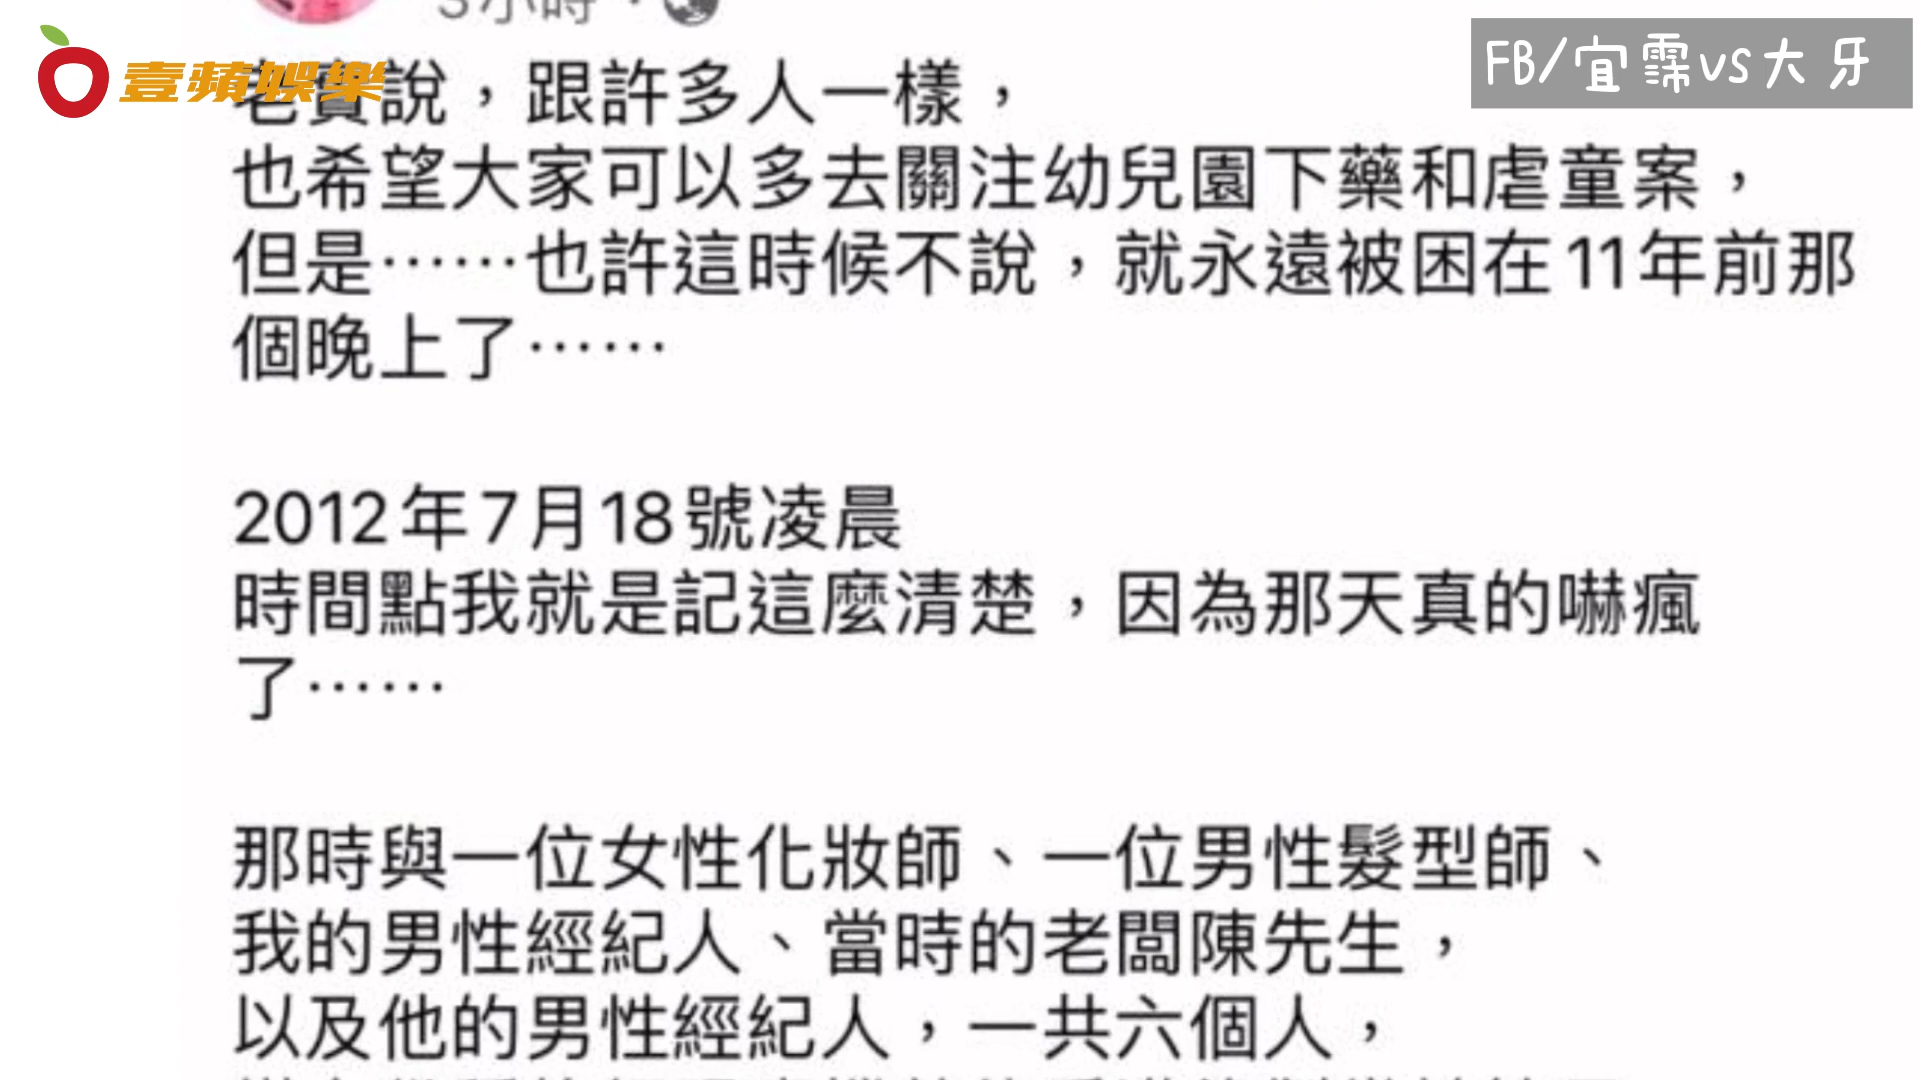 3小時
壹蘋娛樂
FB/宜霈vs大牙
老實說，跟許多人一樣，
也希望大家可以多去關注幼兒園下藥和虐童案，
但是⋯⋯也許這時候不說，就永遠被困在11年前那
個晚上了⋯⋯
2012年7月18號凌晨
時間點我就是記這麼清楚，因為那天真的嚇瘋
了⋯⋯
那時與一位女性化妝師、一位男性髮型師、
我的男性經紀人、當時的老闆陳先生，
以及他的男性經紀人，一共六個人，